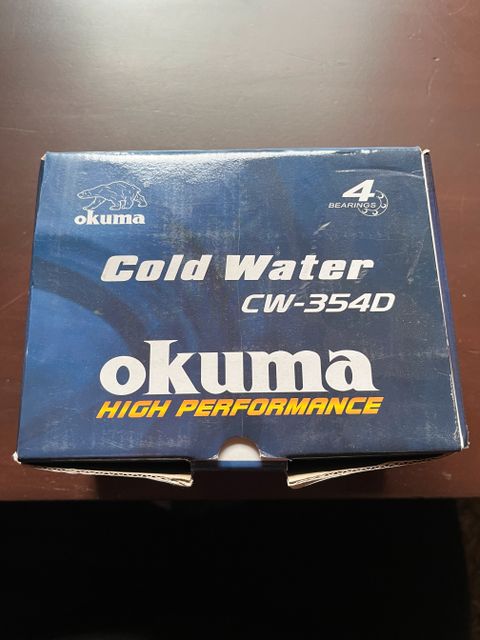 okuma
4
BEARINGS
Cold Water
CW-354D
okuma
HIGH PERFORMANCE